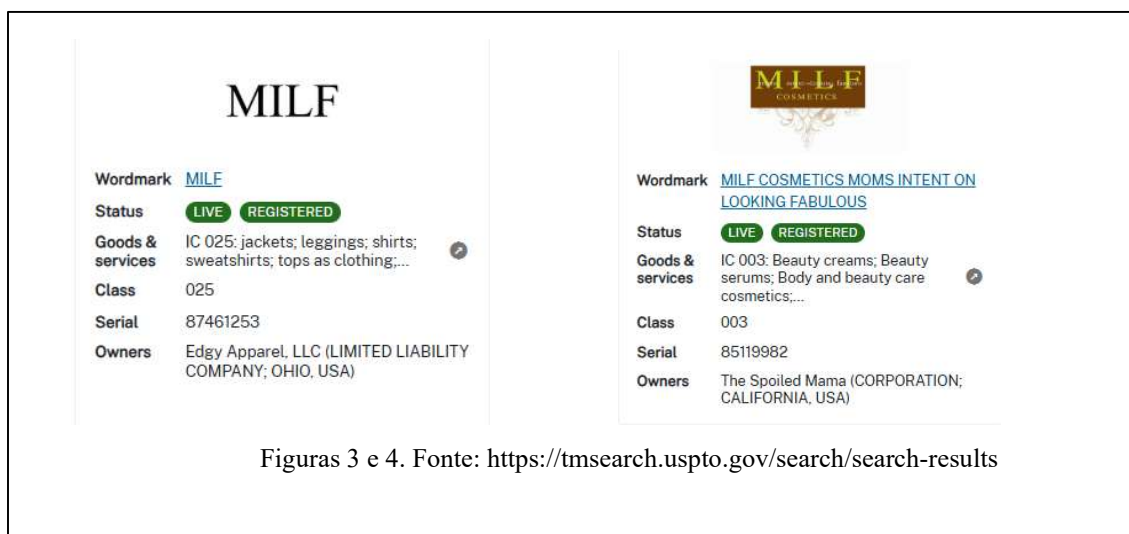 MILF
Wordmark MILF
Status LIVE REGISTERED
Goods & services IC 025: jackets; leggings; shirts;
sweatshirts; tops as clothing;...
Class 025
Serial 87461253
Owners Edgy Apparel, LLC (LIMITED LIABILITY
COMPANY; OHIO, USA)
MILF
COSMETICS
Wordmark MILF COSMETICS MOMS INTENT ON
LOOKING FABULOUS
Status LIVE REGISTERED
Goods & services IC 003: Beauty creams; Beauty
serums; Body and beauty care
cosmetics;...
Class 003
Serial 85119982
Owners The Spoiled Mama (CORPORATION;
CALIFORNIA, USA)
Figuras 3 e 4. Fonte: https://tmsearch.uspto.gov/search/search-results